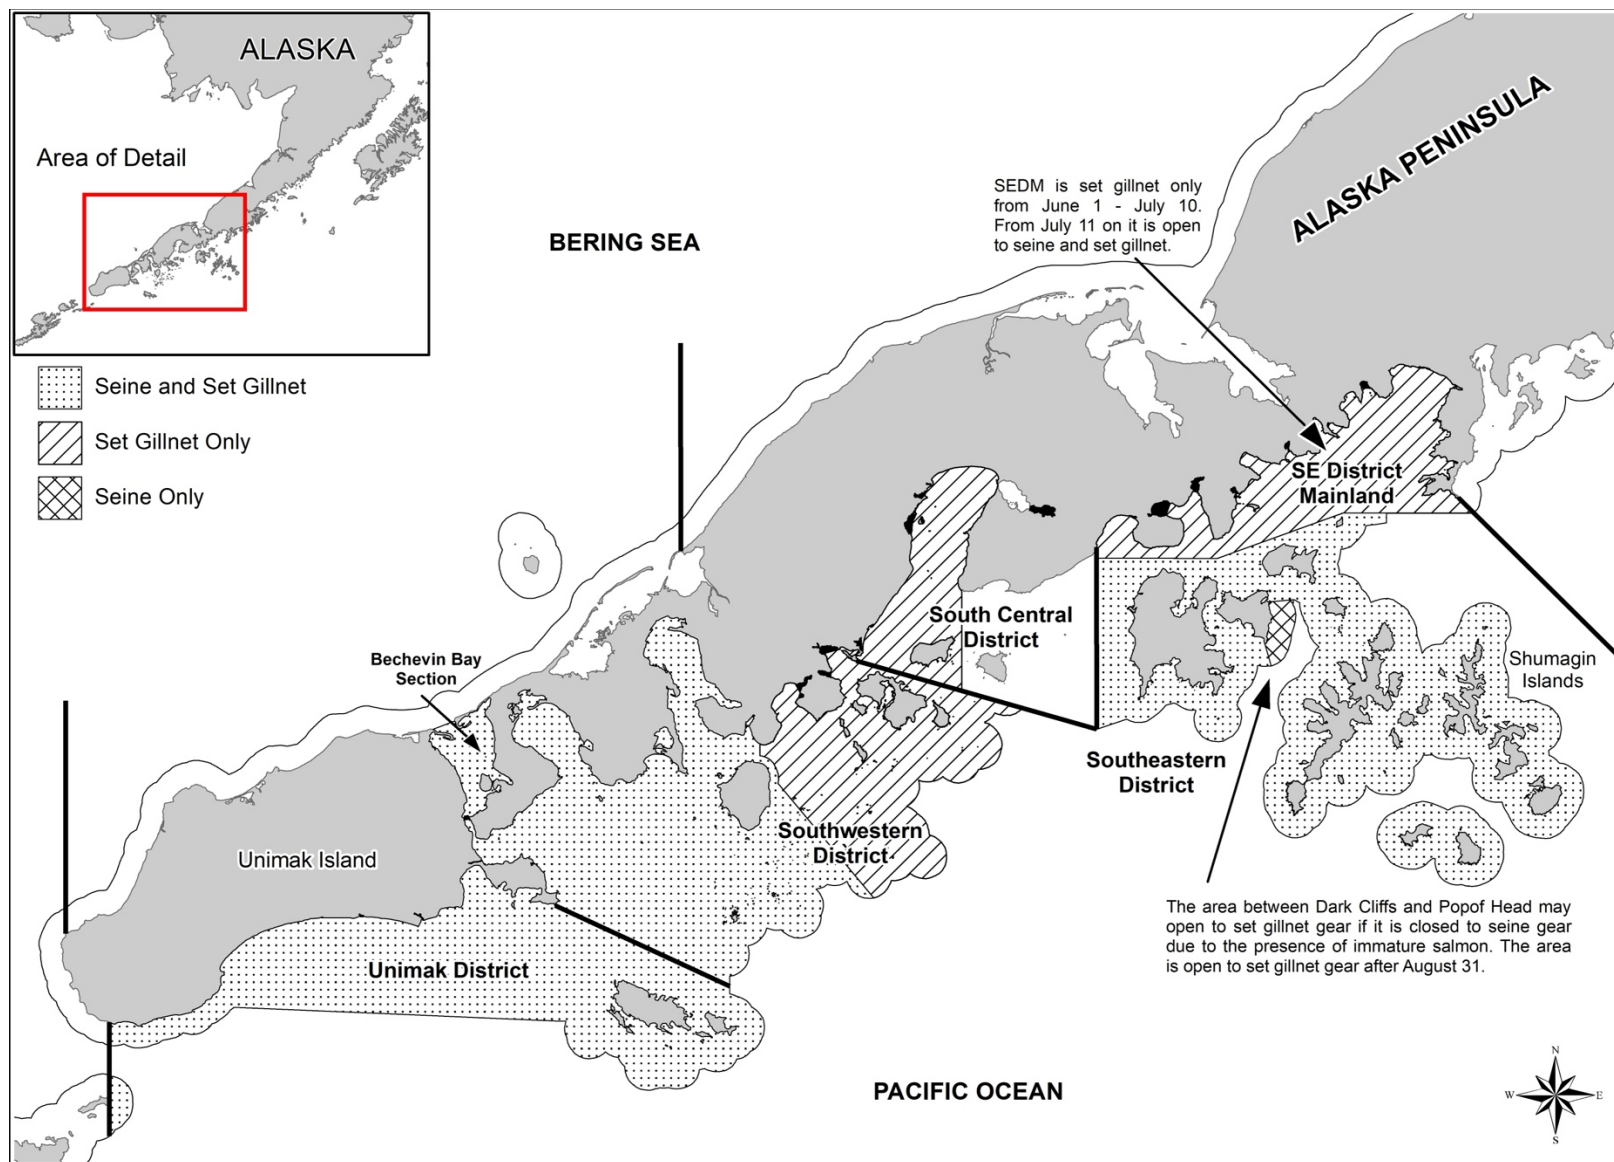 ALASKA
Area of Detail
Seine and Set Gillnet
Set Gillnet Only
Seine Only
BERING SEA
SEDM is set gillnet only
from June 1 - July 10.
From July 11 on it is open
to seine and set gillnet.
ALASKA PENINSULA
SE District
Mainland
South Central
District
Bechevin Bay
Section
Shumagin
Islands
Southeastern
District
Southwestern
District
Unimak Island
Unimak District
The area between Dark Cliffs and Popof Head may
open to set gillnet gear if it is closed to seine gear
due to the presence of immature salmon. The area
is open to set gillnet gear after August 31.
PACIFIC OCEAN
N
W
E
S